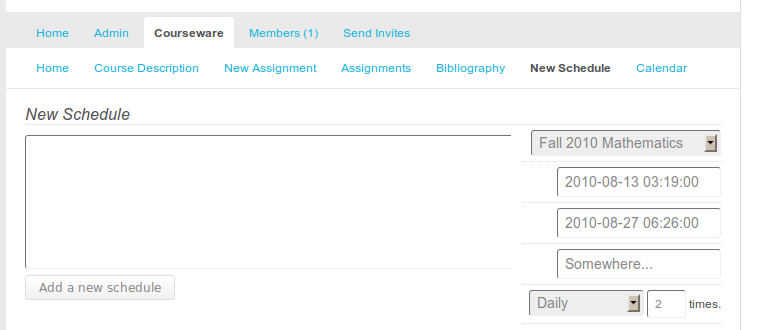 Home Admin Courseware Members (1) Send Invites
Home Course Description New Assignment Assignments Bibliography New Schedule Calendar
New Schedule
Fall 2010 Mathematics
2010-08-13 03:19:00
2010-08-27 06:26:00
Somewhere...
Add a new schedule
Daily 2 times.